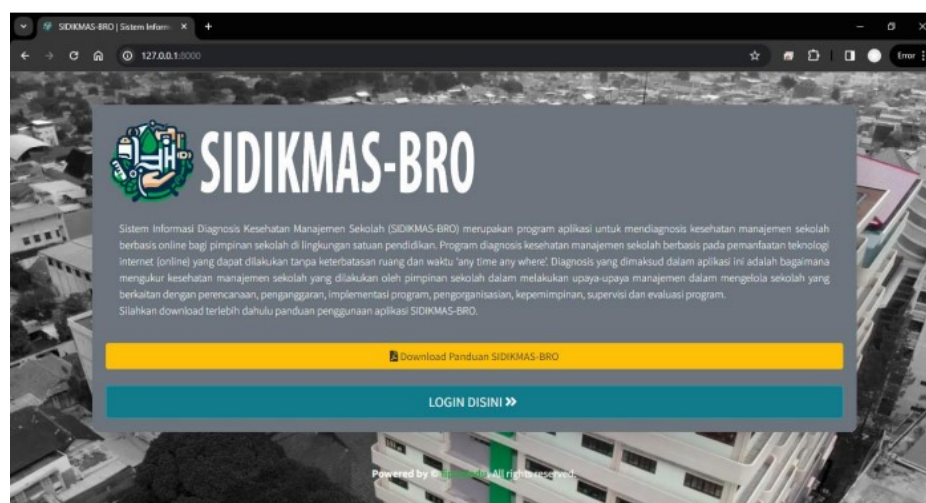 SIDIKMAS-BRO | Sistem Inform
127.0.0.1:8000
Error
SIDIKMAS-BRO
Sistem Informasi Diagnosis Kesehatan Manajemen Sekolah (SIDIKMAS-BRO) merupakan program aplikasi untuk mendiagnosis kesehatan manajemen sekolah
berbasis online bagi pimpinan sekolah di lingkungan satuan pendidikan. Program diagnosis kesehatan manajemen sekolah berbasis pada pemanfaatan teknologi
internet (online) yang dapat dilakukan tanpa keterbatasan ruang dan waktu 'any time any where'. Diagnosis yang dimaksud dalam aplikasi ini adalah bagaimana
mengukur kesehatan manajemen sekolah yang dilakukan oleh pimpinan sekolah dalam melakukan upaya-upaya manajemen dalam mengelola sekolah yang
berkaitan dengan perencanaan, penganggaran, implementasi program, pengorganisasian, kepemimpinan, supervisi dan evaluasi program.
Silahkan download terlebih dahulu panduan penggunaan aplikasi SIDIKMAS-BRO.
Download Panduan SIDIKMAS-BRO
LOGIN DISINI
Powered by © All rights reserved.